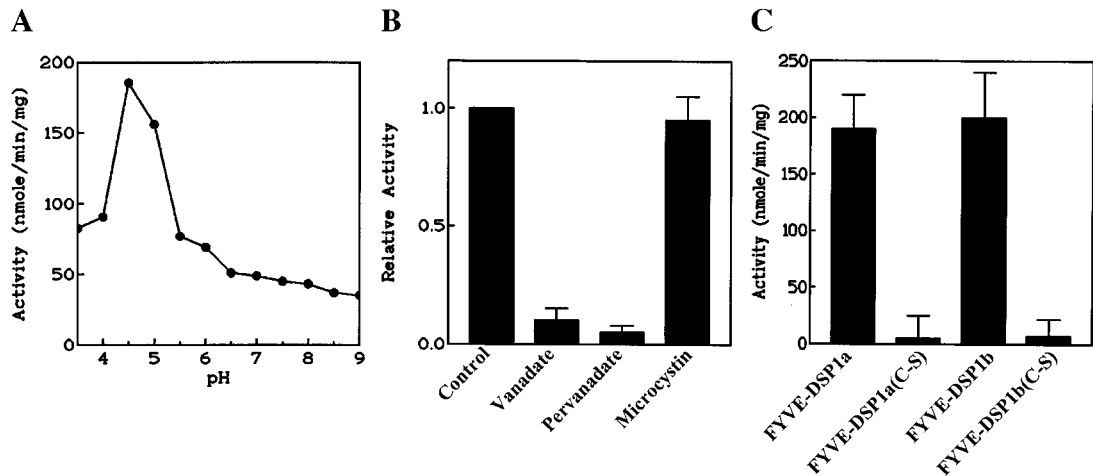 A
B
C
Activity (nmole/min/mg)
200
150
100
50
0
4
5
6
7
8
9
pH
Relative Activity
1.0
0.5
0.0
Control
Vanadate
Pervanadate
Microcystin
Activity (nmole/min/mg)
250
200
150
100
50
0
FYVE-DSP1a
FYVE-DSP1a(C-S)
FYVE-DSP1b
FYVE-DSP1b(C-S)